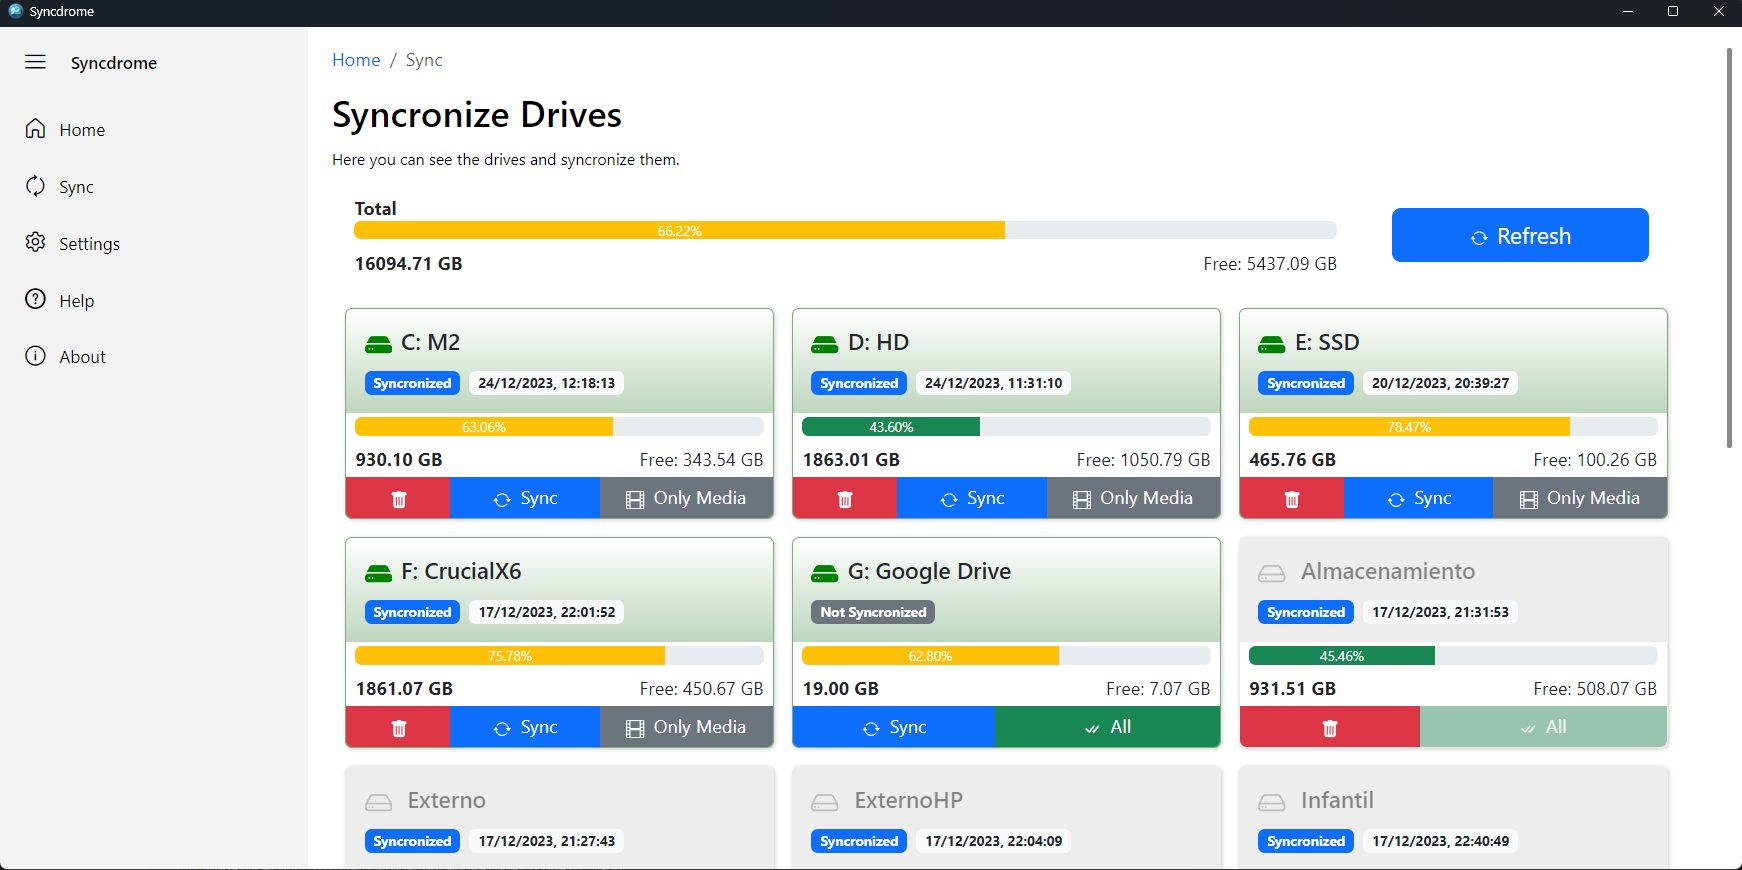 Syncdrome
Syncdrome
Home
Sync
Settings
Help
About
Home / Sync
Syncronize Drives
Here you can see the drives and syncronize them.
Total
66.22%
16094.71 GB Free: 5437.09 GB
Refresh
C: M2
Syncronized 24/12/2023, 12:18:13
63.06%
930.10 GB Free: 343.54 GB
Sync Only Media
D: HD
Syncronized 24/12/2023, 11:31:10
43.60%
1863.01 GB Free: 1050.79 GB
Sync Only Media
E: SSD
Syncronized 20/12/2023, 20:39:27
78.47%
465.76 GB Free: 100.26 GB
Sync Only Media
F: CrucialX6
Syncronized 17/12/2023, 22:01:52
75.78%
1861.07 GB Free: 450.67 GB
Sync Only Media
G: Google Drive
Not Syncronized
62.80%
19.00 GB Free: 7.07 GB
Sync All
Almacenamiento
Syncronized 17/12/2023, 21:31:53
45.46%
931.51 GB Free: 508.07 GB
All
Externo
Syncronized 17/12/2023, 21:27:43
ExternoHP
Syncronized 17/12/2023, 22:04:09
Infantil
Syncronized 17/12/2023, 22:40:49